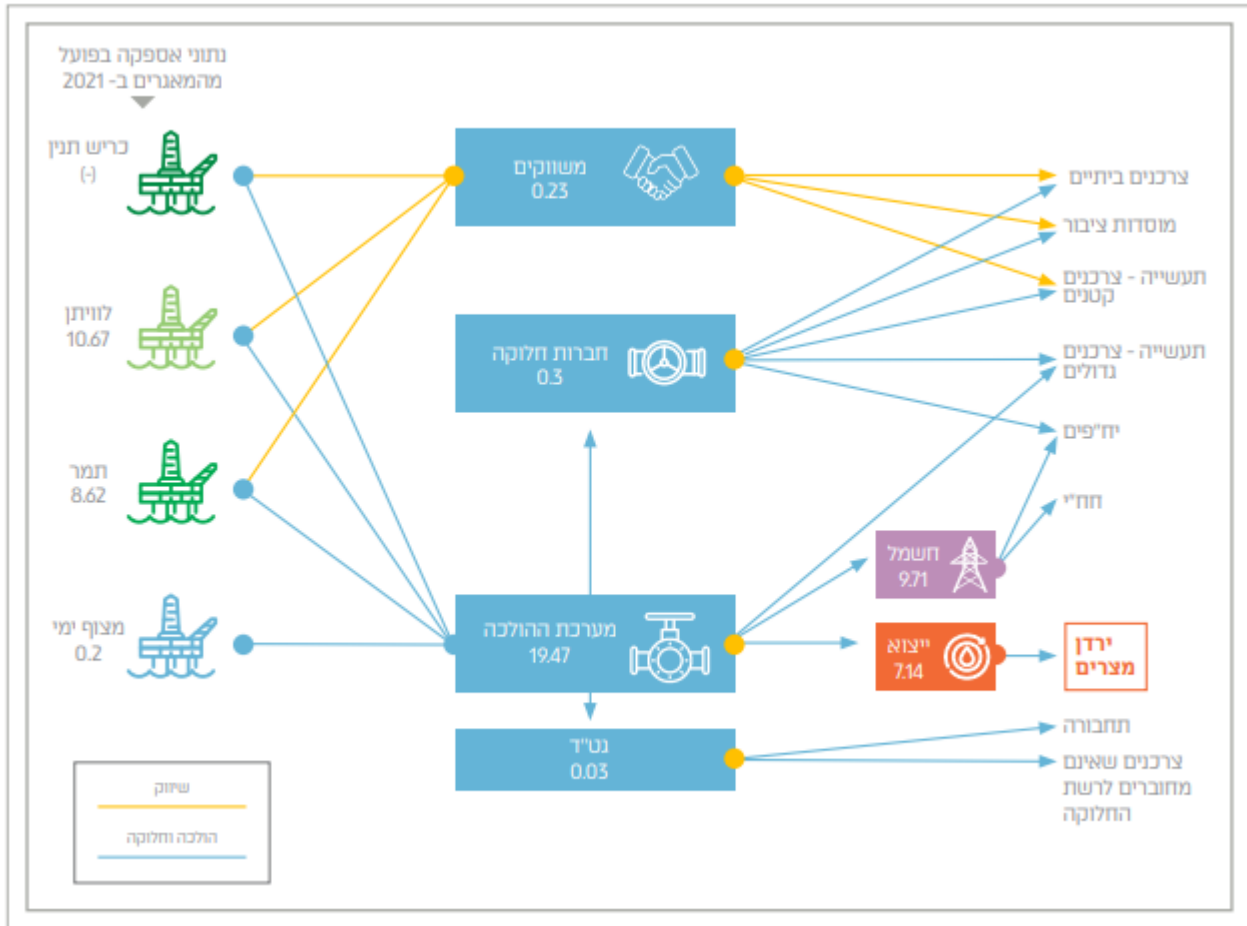 נתוני אספקה בפועל
מהמאגרים ב- 2021
כריש תנין
(-)
לוויתן
10.67
תמר
8.62
מצוף ימי
0.2
משווקים
0.23
חברות חלוקה
0.3
מערכת ההולכה
19.47
גט"ד
0.03
חשמל
9.71
ייצוא
7.14
צרכנים ביתיים
מוסדות ציבור
תעשייה - צרכנים
קטנים
תעשייה - צרכנים
גדולים
יח"פים
חח"י
ירדן
מצרים
תחבורה
צרכנים שאינם
מחוברים לרשת
החלוקה
שיווק
הולכה וחלוקה